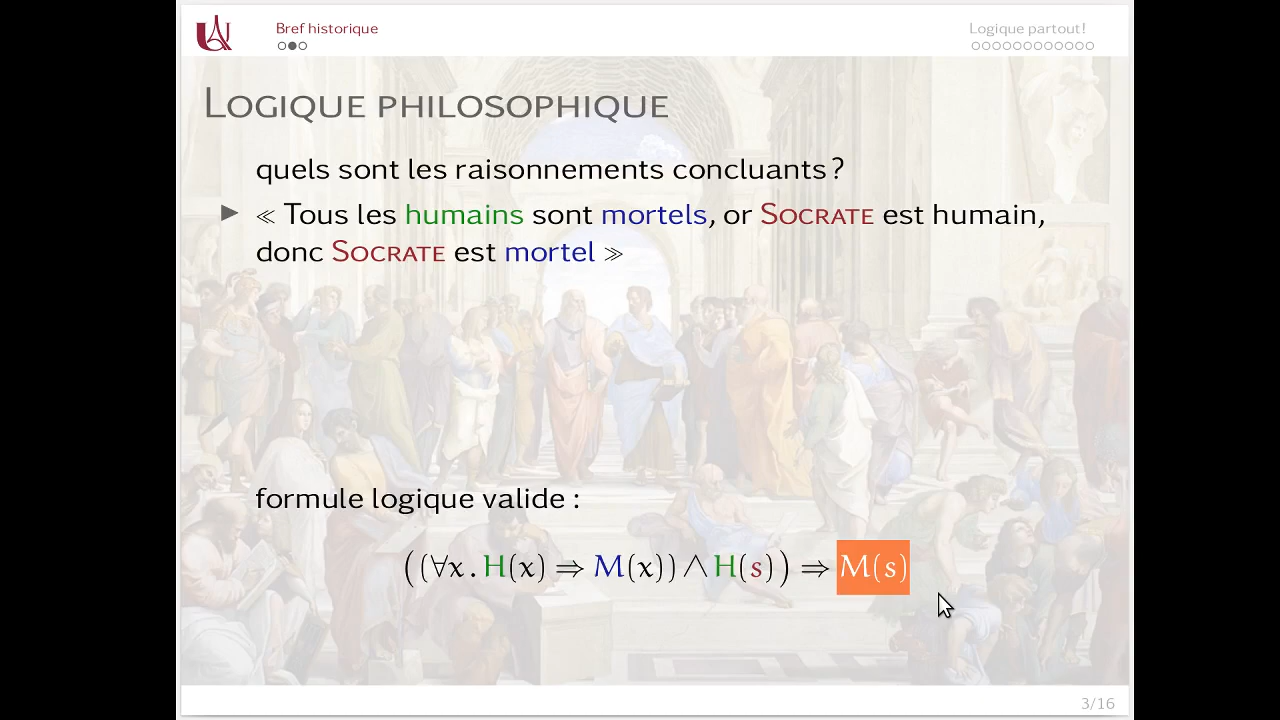 Bref historique
Logique partout!
Logique philosophique
quels sont les raisonnements concluants ?
« Tous les humains sont mortels, or Socrate est humain,
donc Socrate est mortel »
formule logique valide :
((∀x . H(x) ⇒ M(x)) ∧ H(s)) ⇒ M(s)
3/16